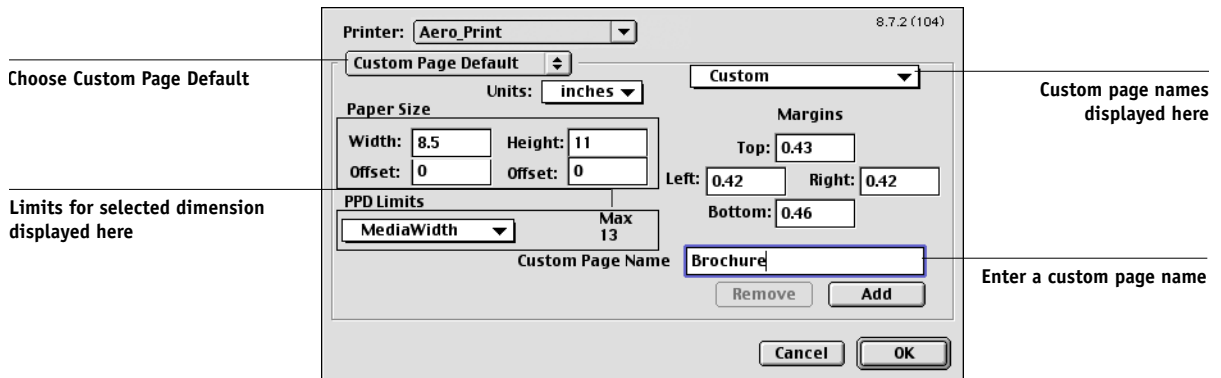 8.7.2 (104)
Printer: Aero_Print
Custom Page Default
Choose Custom Page Default
Custom
Units: inches
Custom page names
displayed here
Paper Size
Margins
Width: 8.5 Height: 11
Top: 0.43
Offset: 0 Offset: 0
Left: 0.42 Right: 0.42
Limits for selected dimension
displayed here
PPD Limits
Bottom: 0.46
MediaWidth Max
13
Custom Page Name Brochure
Enter a custom page name
Remove Add
Cancel OK